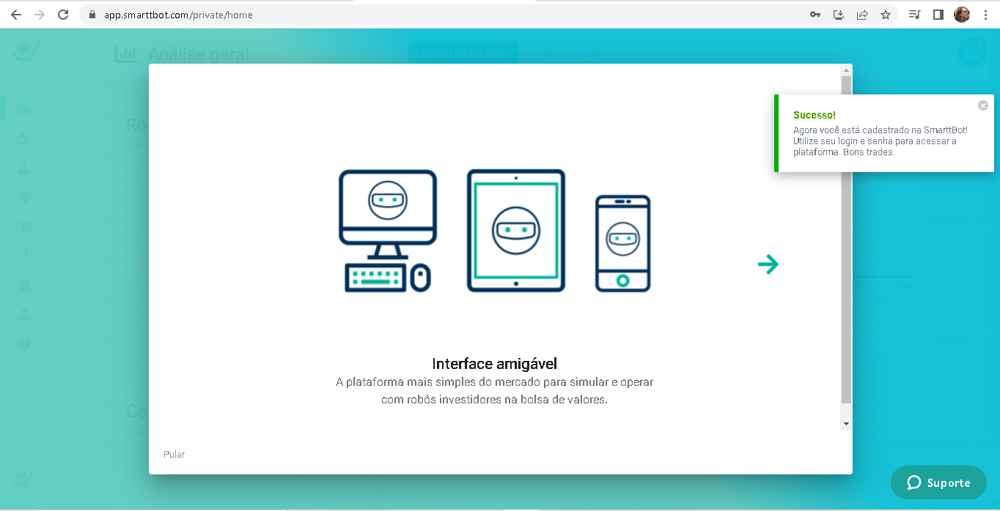 app.smarttbot.com/private/home
Análise geral
MODO SIMULADO
MODO REAL
Sucesso!
Agora você está cadastrado na SmarttBot!
Utilize seu login e senha para acessar a
plataforma. Bons trades.
Interface amigável
A plataforma mais simples do mercado para simular e operar
com robôs investidores na bolsa de valores.
Pular
Suporte